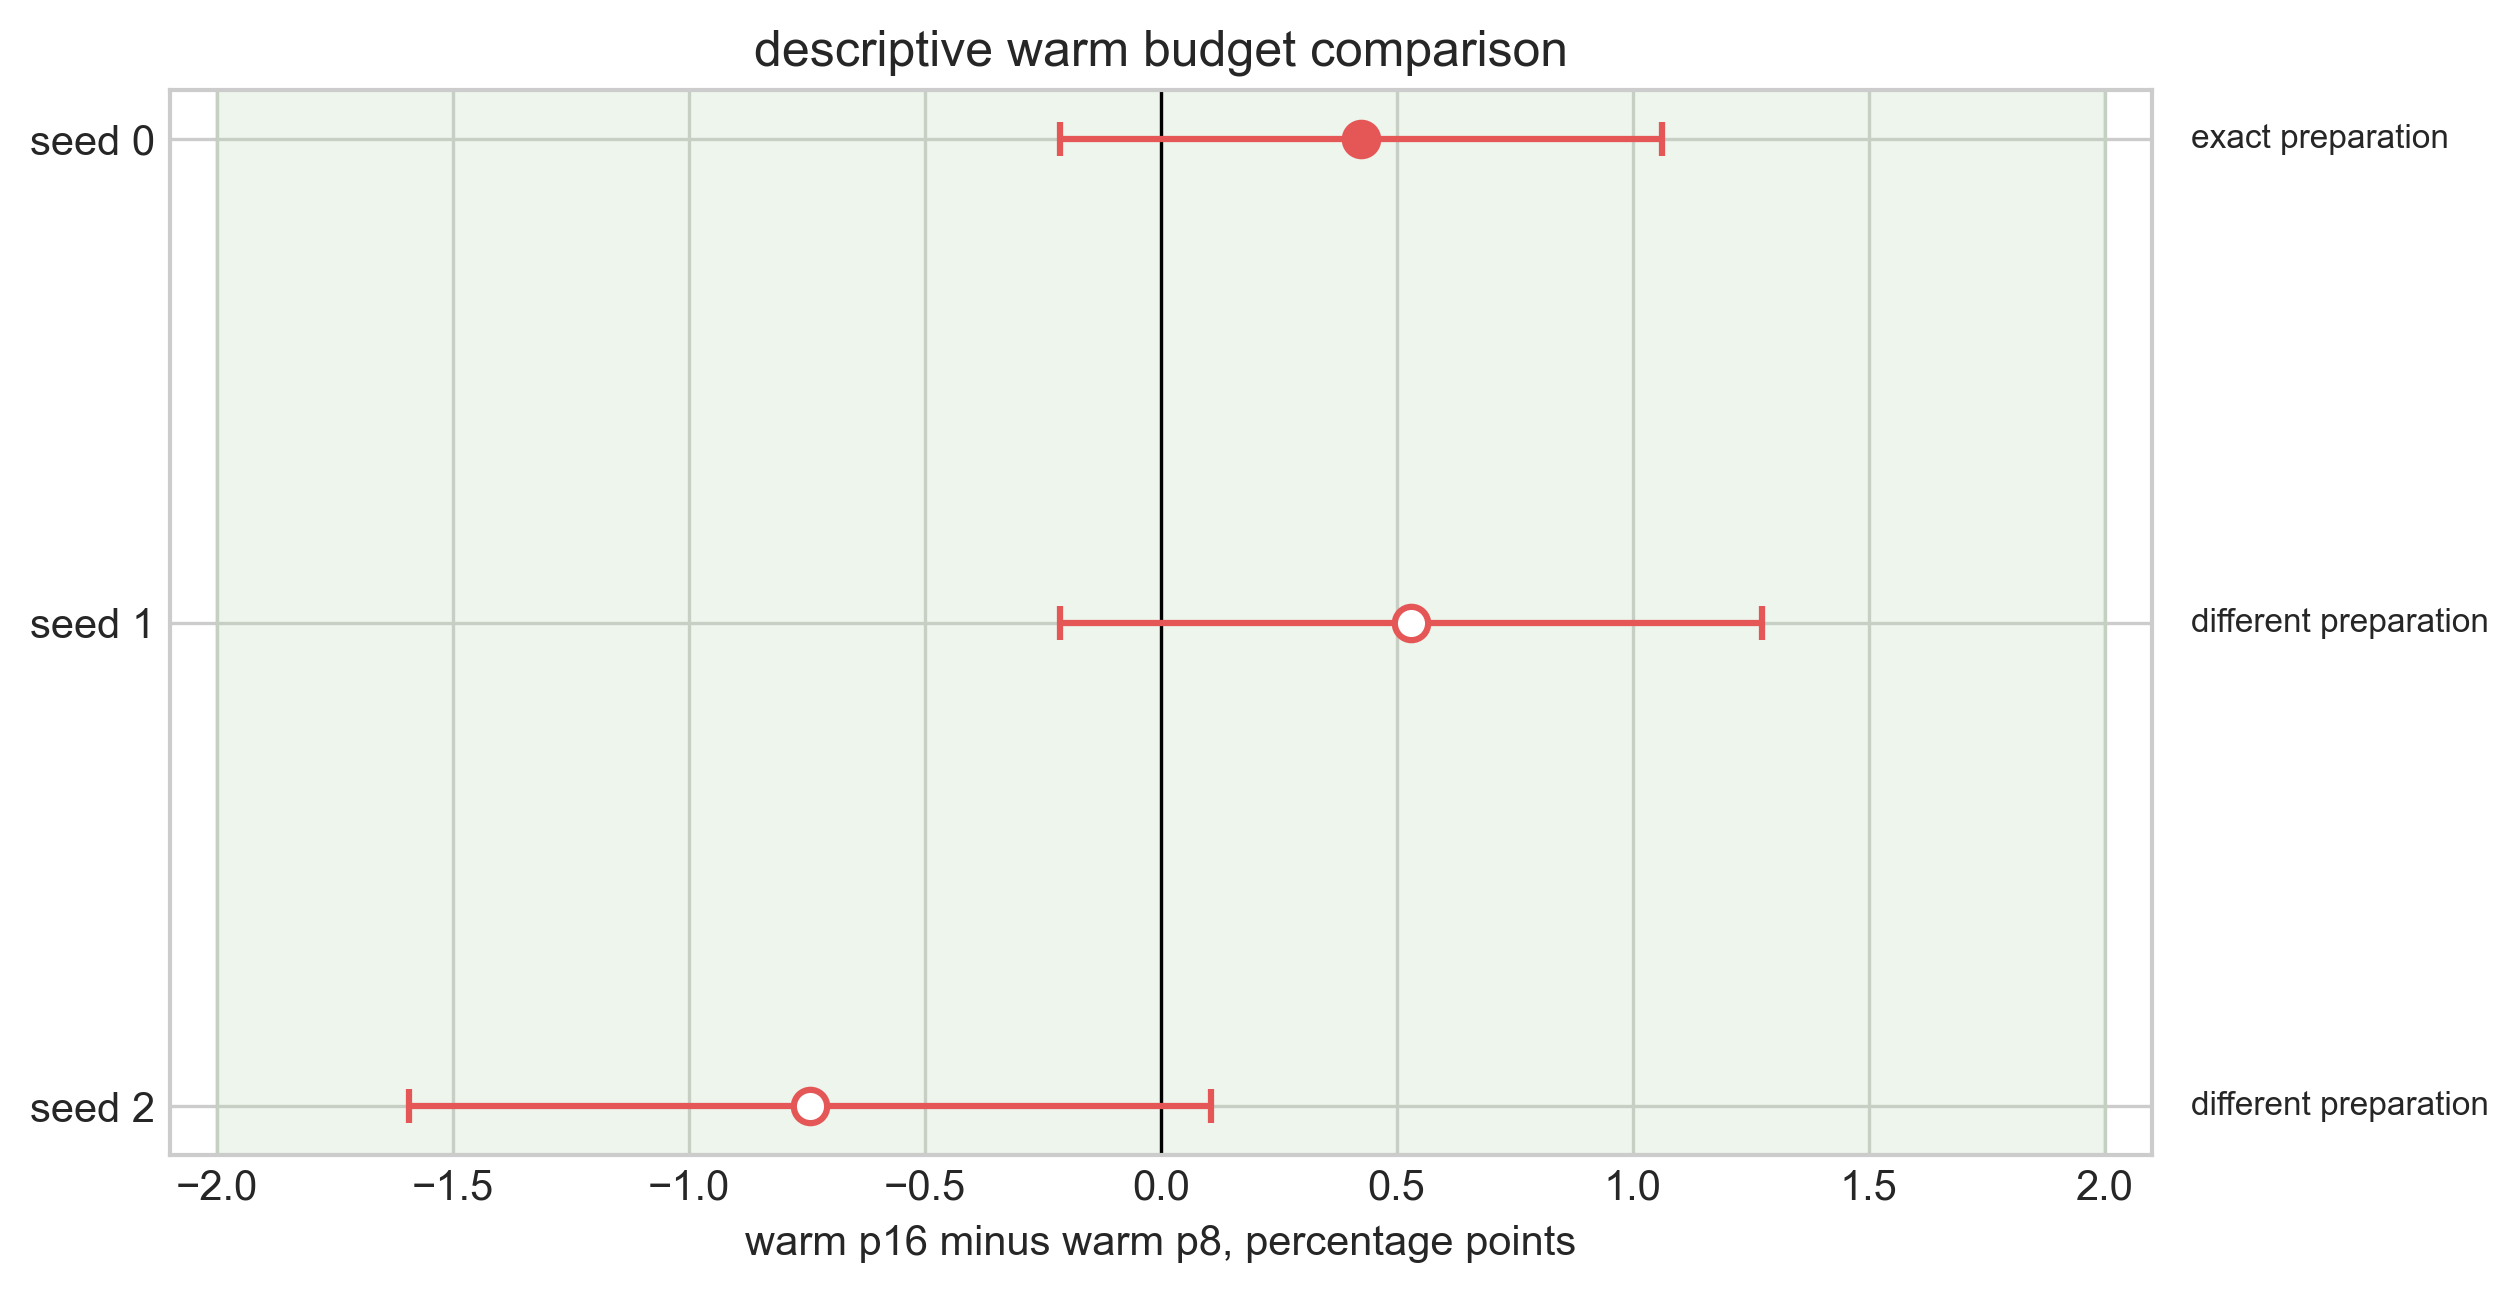 descriptive warm budget comparison
seed 0
exact preparation
seed 1
different preparation
seed 2
different preparation
−2.0 −1.5 −1.0 −0.5 0.0 0.5 1.0 1.5 2.0
warm p16 minus warm p8, percentage points